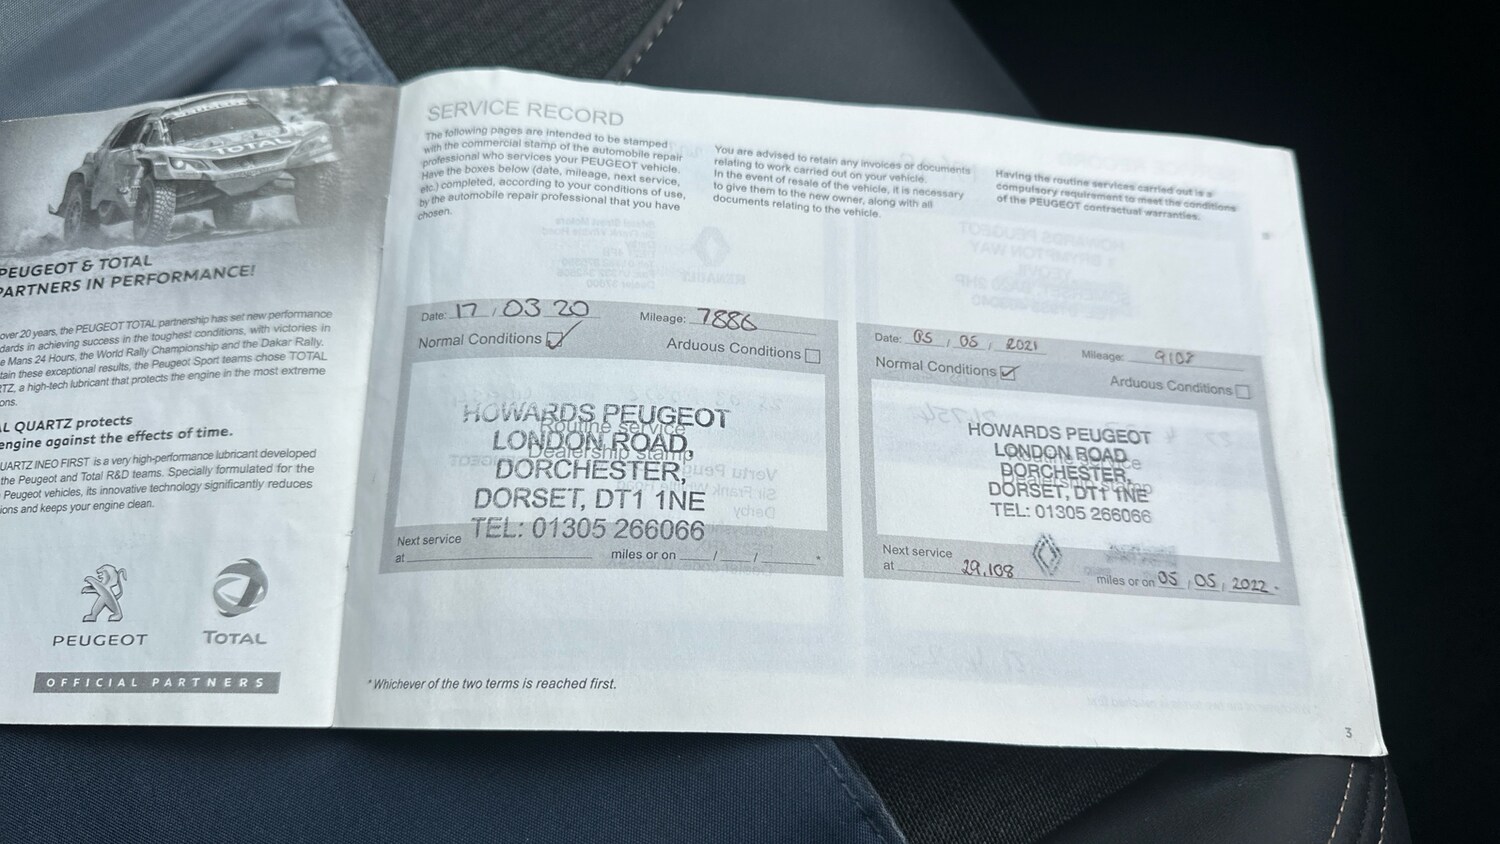 TOTAL
PEUGEOT & TOTAL
PARTNERS IN PERFORMANCE!
over 20 years, the PEUGEOT TOTAL partnership has set new performance
dards in achieving success in the toughest conditions, with victories in
e Mans 24 Hours, the World Rally Championship and the Dakar Rally.
tain these exceptional results, the Peugeot Sport teams chose TOTAL
RTZ, a high-tech lubricant that protects the engine in the most extreme
ons.
AL QUARTZ protects
engine against the effects of time.
UARTZ INEO FIRST is a very high-performance lubricant developed
the Peugeot and Total R&D teams. Specially formulated for the
Peugeot vehicles, its innovative technology significantly reduces
ions and keeps your engine clean.
PEUGEOT
TOTAL
OFFICIAL PARTNERS
SERVICE RECORD
The following pages are intended to be stamped
with the commercial stamp of the automobile repair
professional who services your PEUGEOT vehicle.
Have the boxes below (date, mileage, next service,
etc.) completed, according to your conditions of use,
by the automobile repair professional that you have
chosen.
You are advised to retain any invoices or documents
relating to work carried out on your vehicle.
In the event of resale of the vehicle, it is necessary
to give them to the new owner, along with all
documents relating to the vehicle.
Having the routine services carried out is a
compulsory requirement to meet the conditions
of the PEUGEOT contractual warranties.
Date: 17 / 03 20 Mileage: 7886
Normal Conditions Arduous Conditions
HOWARDS PEUGEOT
Routine service
LONDON ROAD,
Dealership stamp
DORCHESTER,
DORSET, DT1 1NE
TEL: 01305 266066
Next service
at miles or on / / *
Date: 05 / 05 / 2021 Mileage: 9108
Normal Conditions Arduous Conditions
HOWARDS PEUGEOT
LONDON ROAD
Routine service
DORCHESTER,
Dealership stamp
DORSET, DT1 1NE
TEL: 01305 266066
Next service
at 29,108 miles or on 05 / 05 / 2022 *
* Whichever of the two terms is reached first.
3